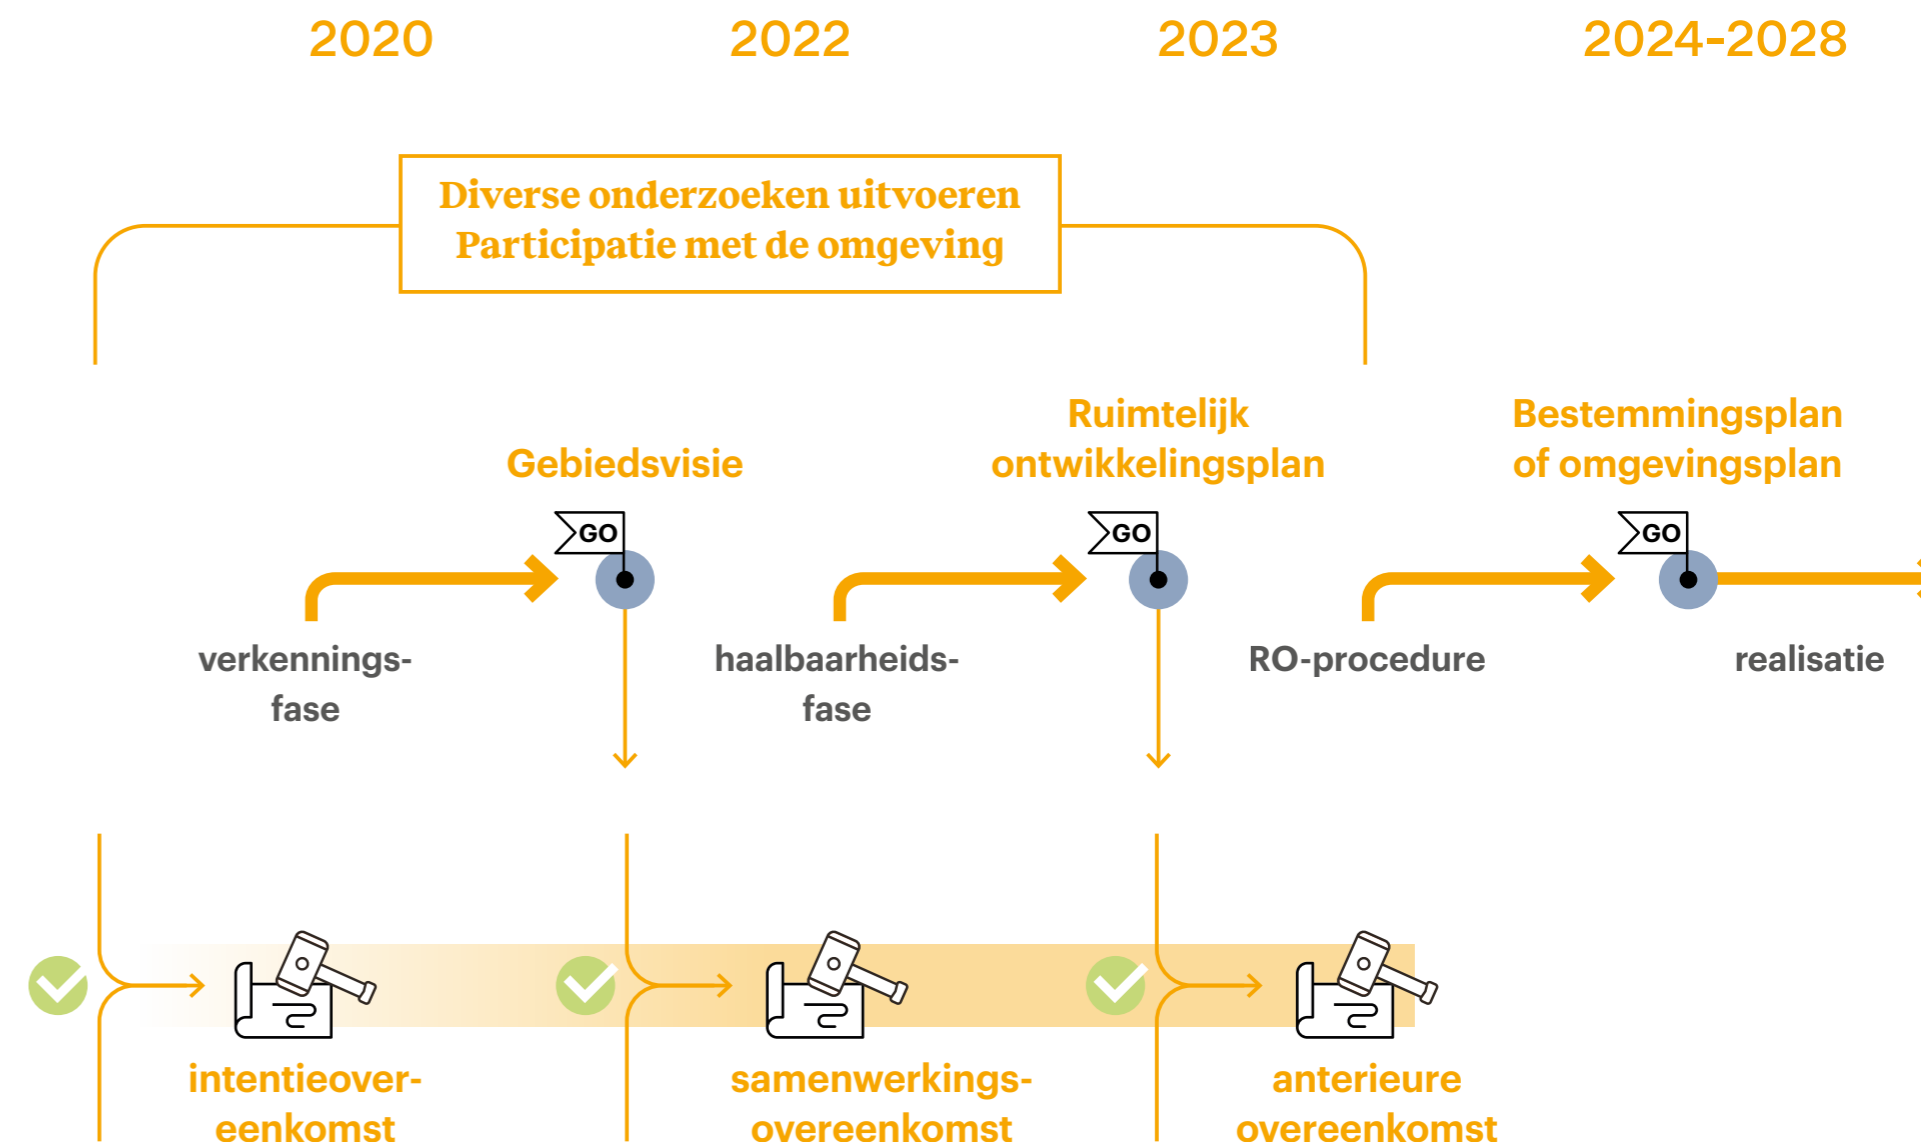 2020
2022
2023
2024-2028
Diverse onderzoeken uitvoeren
Participatie met de omgeving
Gebiedsvisie
Ruimtelijk
ontwikkelingsplan
Bestemmingsplan
of omgevingsplan
GO
GO
GO
verkennings-
fase
haalbaarheids-
fase
RO-procedure
realisatie
intentieover-
eenkomst
samenwerkings-
overeenkomst
anterieure
overeenkomst